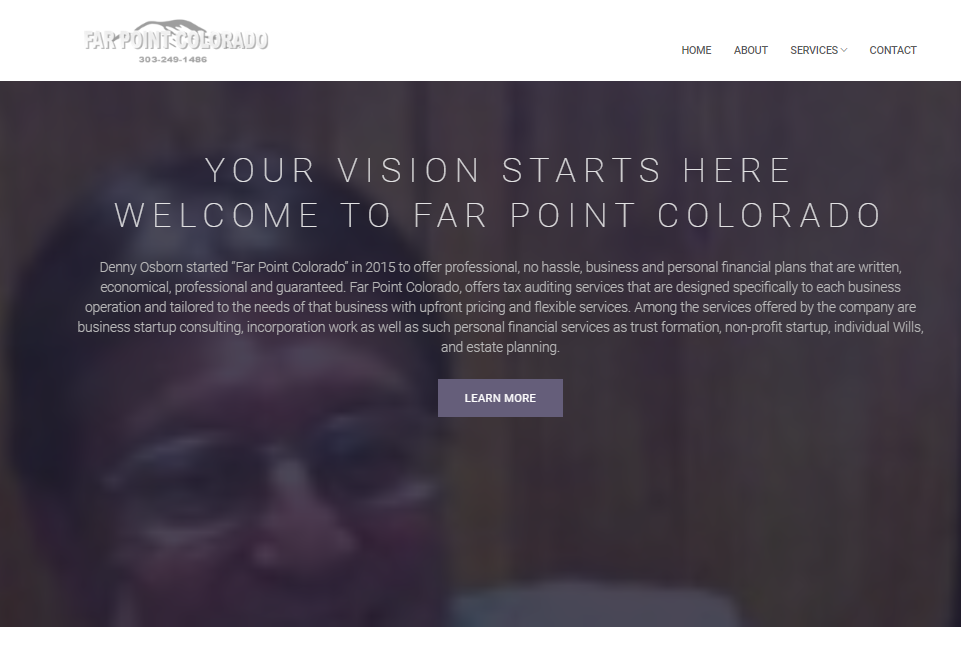 FAR POINT COLORADO
303-249-1486
HOME ABOUT SERVICES CONTACT
YOUR VISION STARTS HERE
WELCOME TO FAR POINT COLORADO
Denny Osborn started “Far Point Colorado” in 2015 to offer professional, no hassle, business and personal financial plans that are written,
economical, professional and guaranteed. Far Point Colorado, offers tax auditing services that are designed specifically to each business
operation and tailored to the needs of that business with upfront pricing and flexible services. Among the services offered by the company are
business startup consulting, incorporation work as well as such personal financial services as trust formation, non-profit startup, individual Wills,
and estate planning.
LEARN MORE